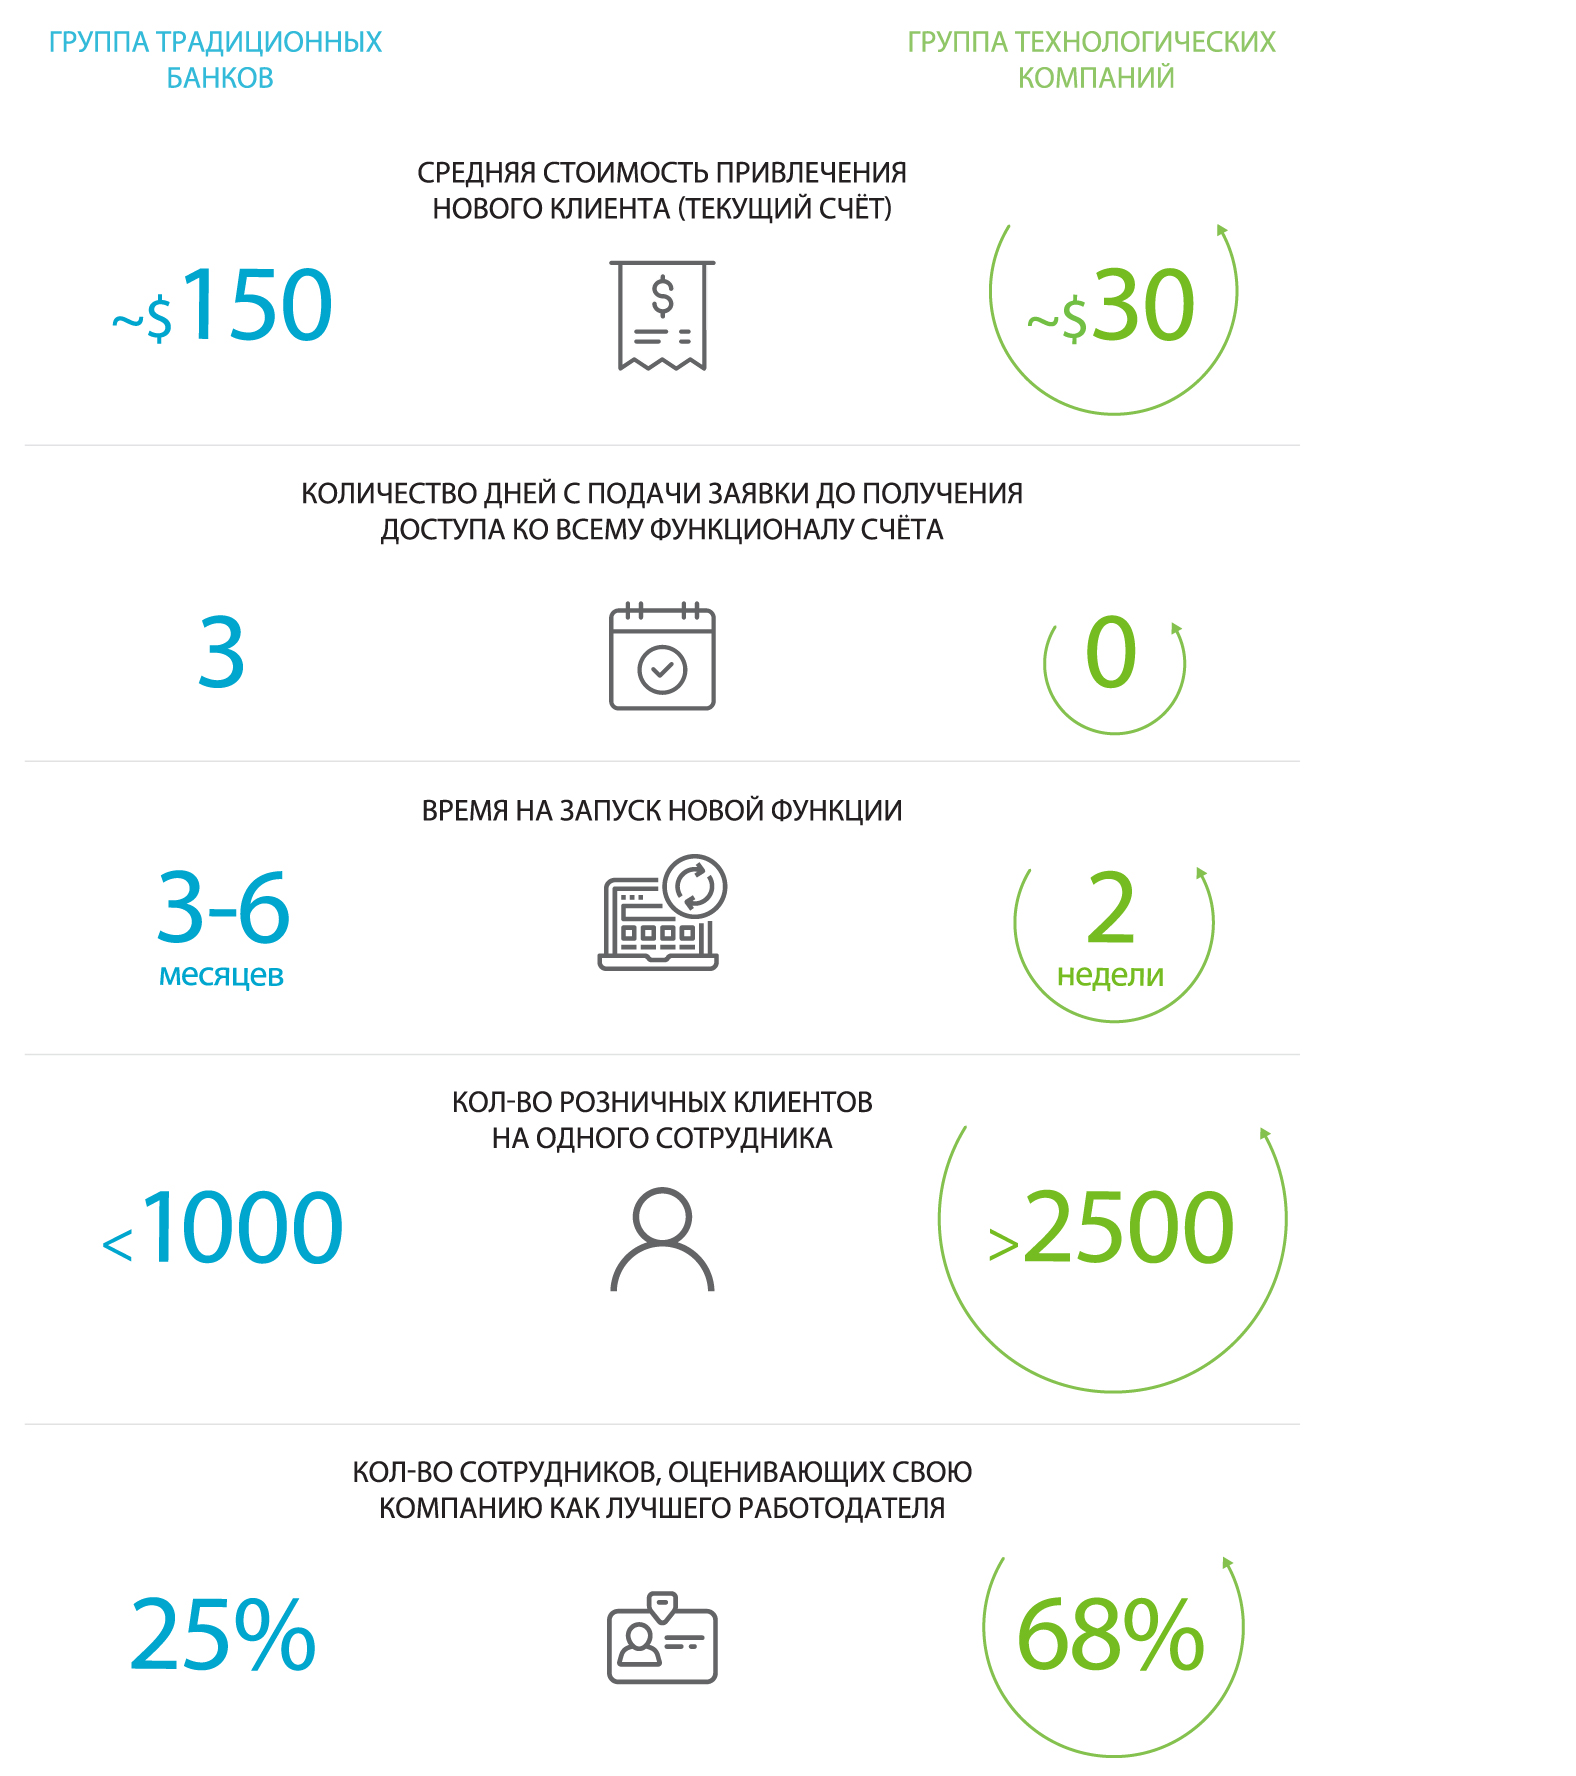 ГРУППА ТРАДИЦИОННЫХ
БАНКОВ
ГРУППА ТЕХНОЛОГИЧЕСКИХ
КОМПАНИЙ
СРЕДНЯЯ СТОИМОСТЬ ПРИВЛЕЧЕНИЯ
НОВОГО КЛИЕНТА (ТЕКУЩИЙ СЧЁТ)
~$150
$
~$30
КОЛИЧЕСТВО ДНЕЙ С ПОДАЧИ ЗАЯВКИ ДО ПОЛУЧЕНИЯ
ДОСТУПА КО ВСЕМУ ФУНКЦИОНАЛУ СЧЁТА
3
0
ВРЕМЯ НА ЗАПУСК НОВОЙ ФУНКЦИИ
3-6
месяцев
2
недели
КОЛ-ВО РОЗНИЧНЫХ КЛИЕНТОВ
НА ОДНОГО СОТРУДНИКА
<1000
>2500
КОЛ-ВО СОТРУДНИКОВ, ОЦЕНИВАЮЩИХ СВОЮ
КОМПАНИЮ КАК ЛУЧШЕГО РАБОТОДАТЕЛЯ
25%
68%